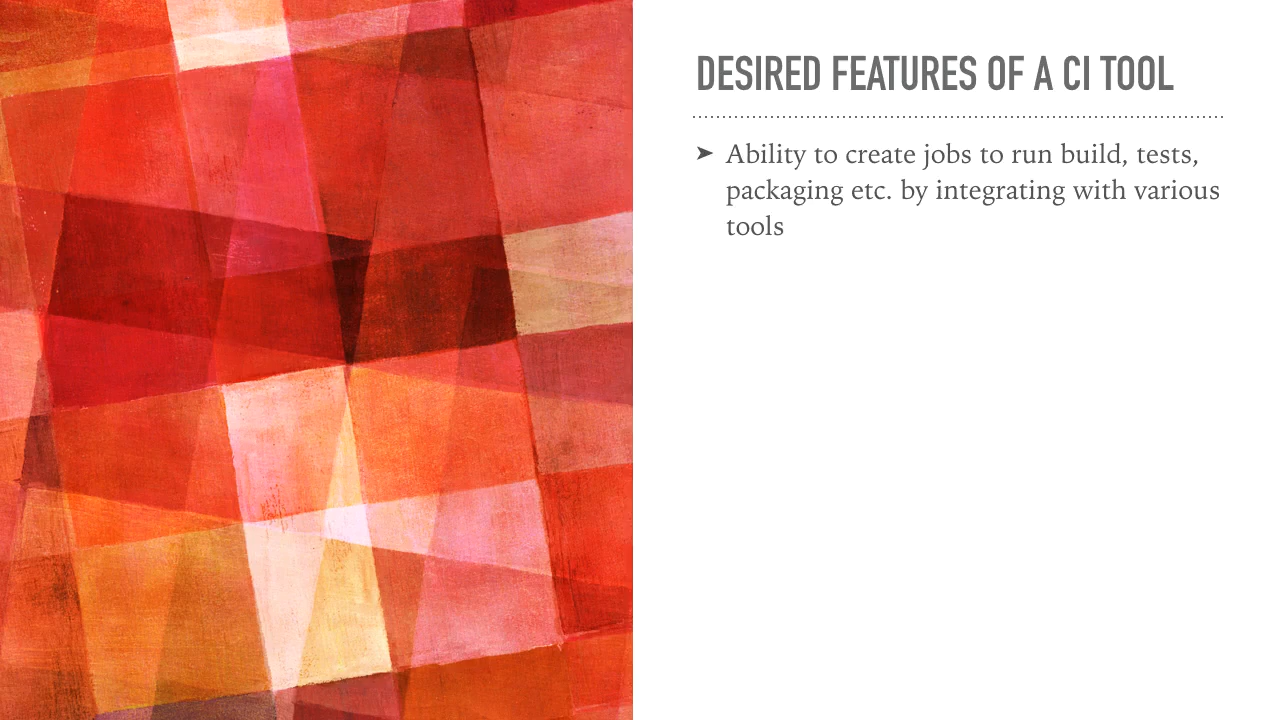 DESIRED FEATURES OF A CI TOOL
➤ Ability to create jobs to run build, tests,
packaging etc. by integrating with various
tools